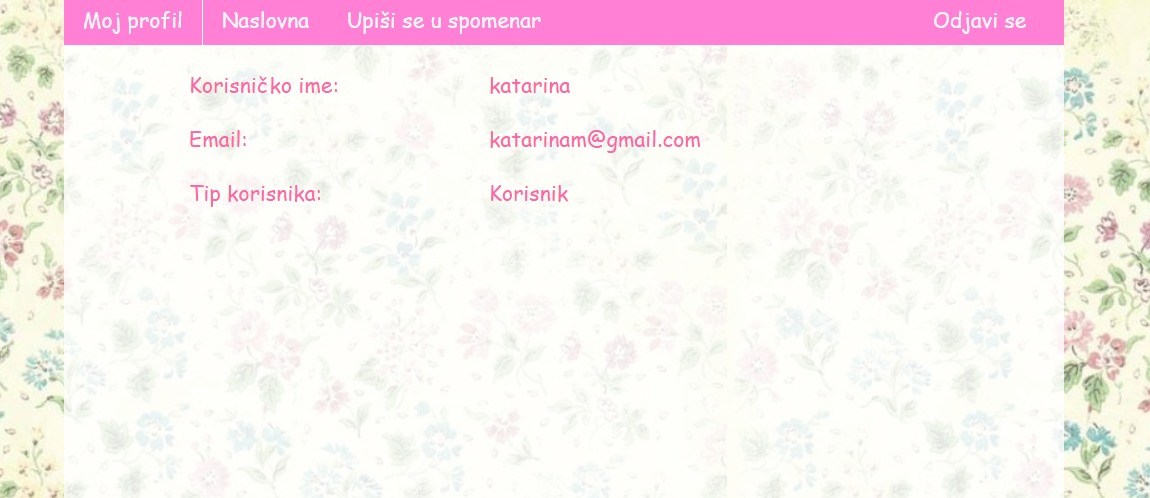 Moj profil Naslovna Upiši se u spomenar Odjavi se
Korisničko ime: katarina
Email: katarinam@gmail.com
Tip korisnika: Korisnik